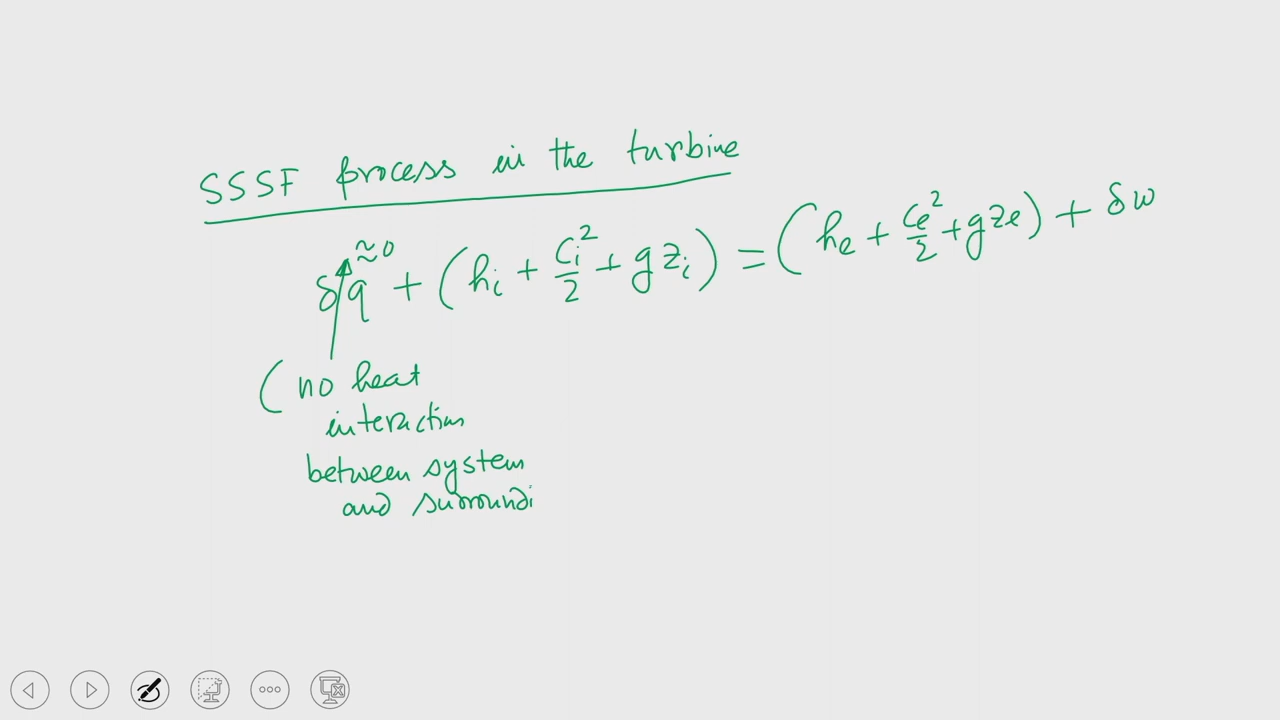 SSSF process in the turbine
≈0
δq + (hi + Ci²/2 + gzi) = (he + Ce²/2 + gze) + δw
( no heat
interaction
between system
and surroundi